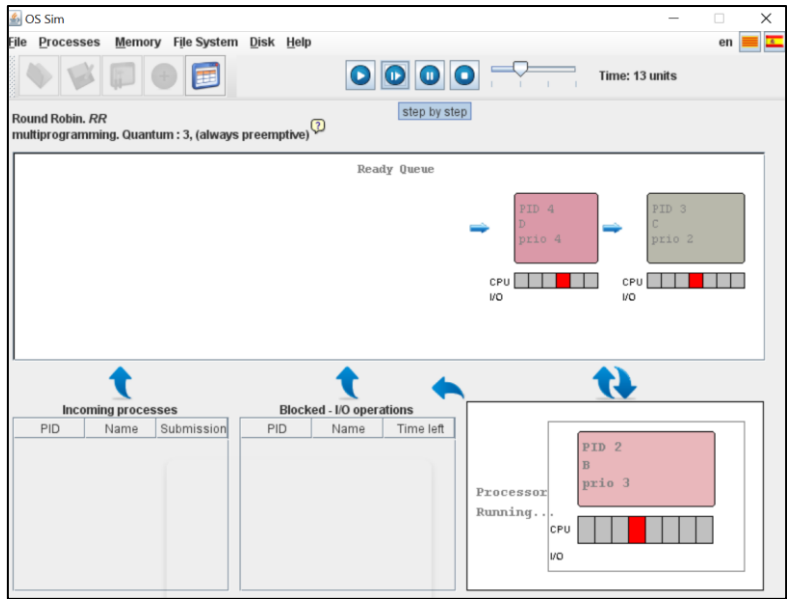 OS Sim
File Processes Memory File System Disk Help
en
Time: 13 units
step by step
Round Robin. RR
multiprogramming. Quantum : 3, (always preemptive)
?
Ready Queue
PID 4
D
prio 4
CPU
I/O
PID 3
C
prio 2
CPU
I/O
Incoming processes
PID Name Submission
Blocked - I/O operations
PID Name Time left
Processor
Running...
PID 2
B
prio 3
CPU
I/O